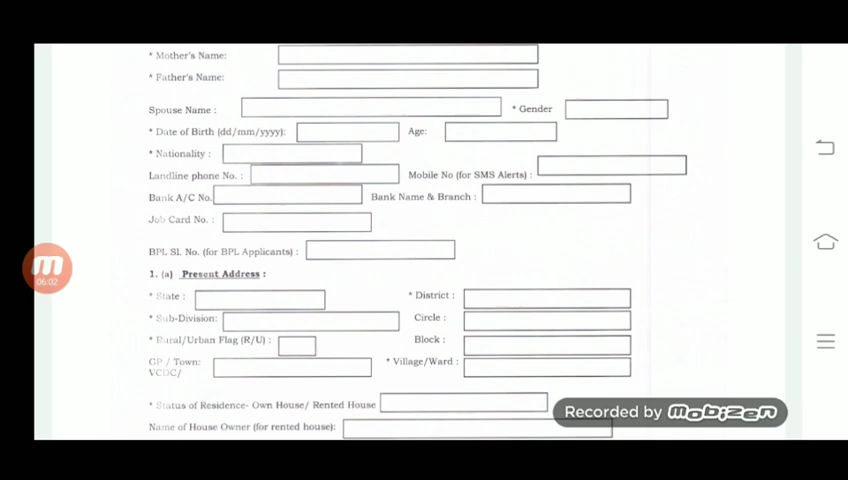 * Mother's Name:
* Father's Name:
Spouse Name : * Gender
* Date of Birth (dd/mm/yyyy): Age:
* Nationality :
Landline phone No. : Mobile No (for SMS Alerts) :
Bank A/C No. Bank Name & Branch :
Job Card No. :
BPL Sl. No. (for BPL Applicants) :
1. (a) Present Address :
* State : * District :
* Sub-Division: Circle :
* Rural/Urban Flag (R/U) : Block :
GP / Town: * Village/Ward :
VCDC/
* Status of Residence- Own House/ Rented House
Name of House Owner (for rented house):
06:02
Recorded by mobizen